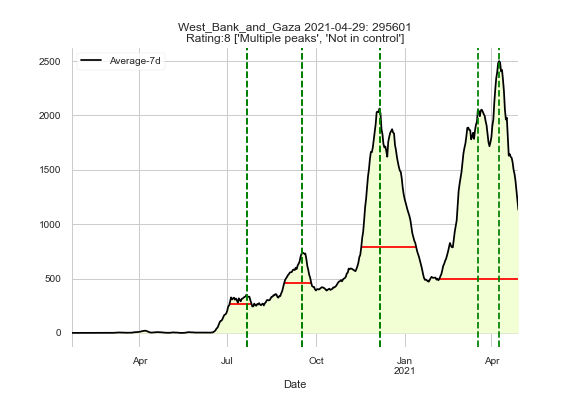 West_Bank_and_Gaza 2021-04-29: 295601
Rating:8 ['Multiple peaks', 'Not in control']
Average-7d
2500
2000
1500
1000
500
0
Apr
Jul
Oct
Jan
2021
Apr
Date